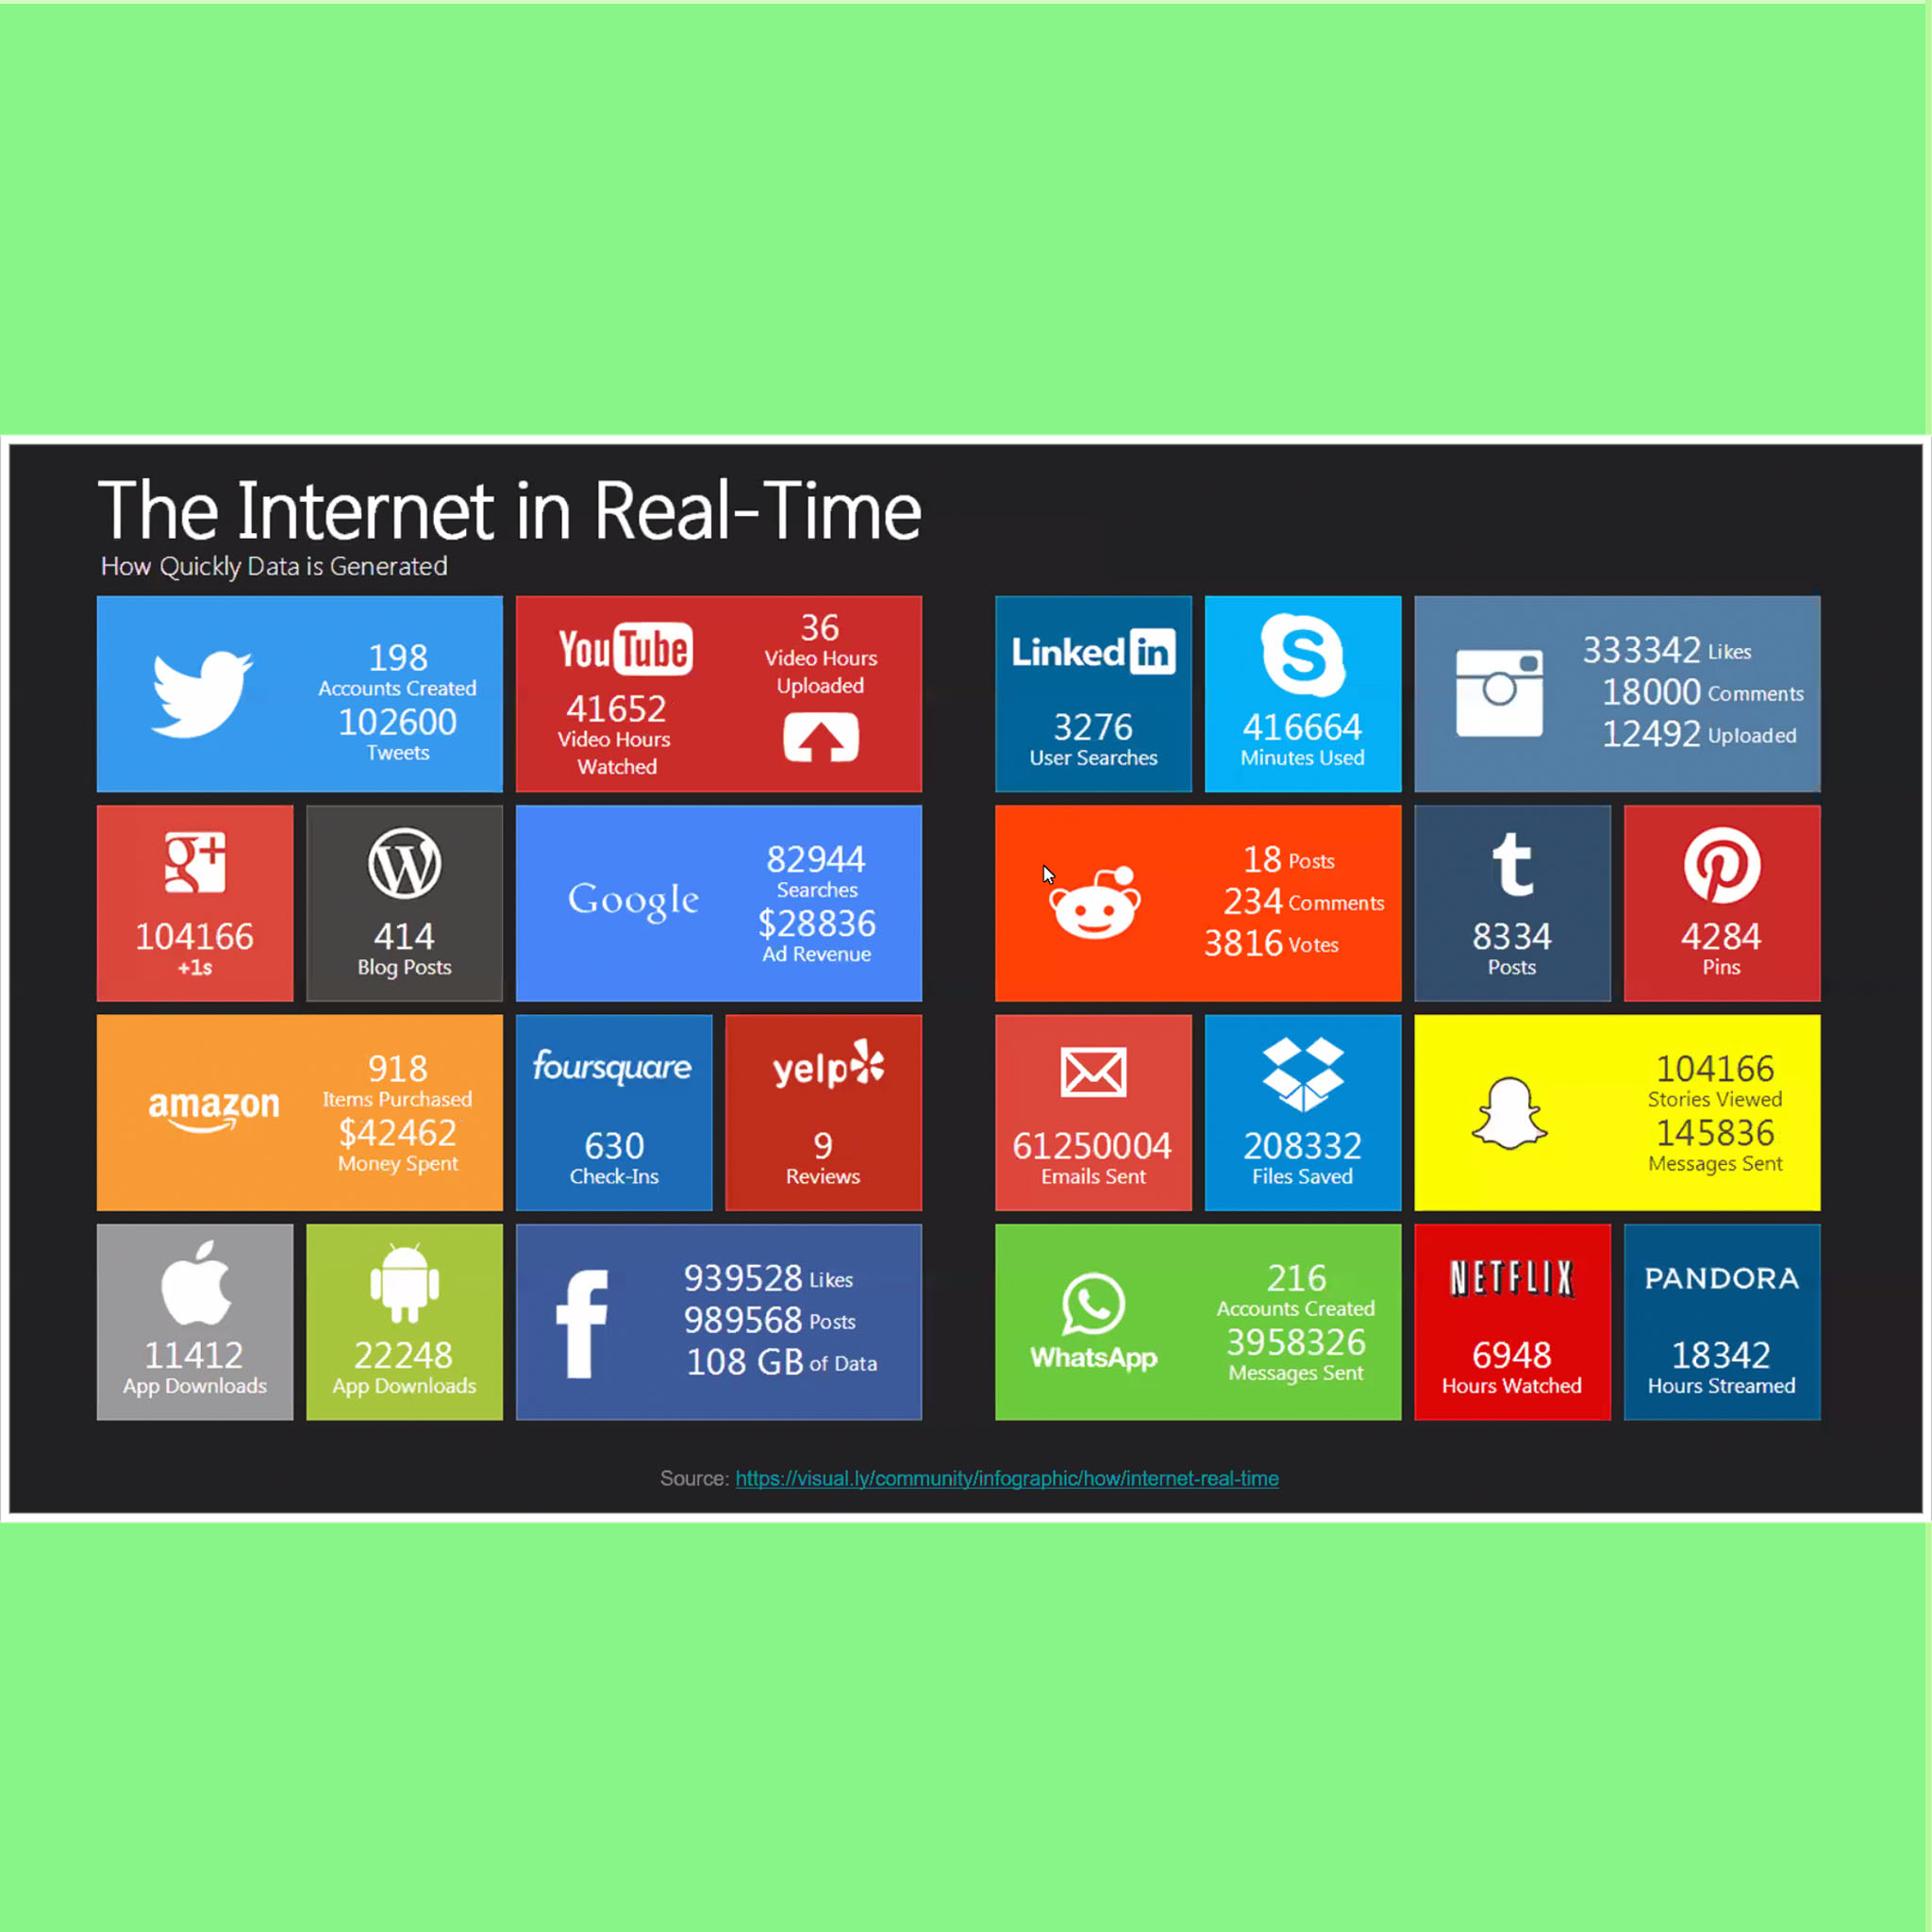 The Internet in Real-Time
How Quickly Data is Generated
198
Accounts Created
102600
Tweets
YouTube
41652
Video Hours
Watched
36
Video Hours
Uploaded
LinkedIn
3276
User Searches
S
416664
Minutes Used
333342 Likes
18000 Comments
12492 Uploaded
g+
104166
+1s
W
414
Blog Posts
Google
82944
Searches
$28836
Ad Revenue
18 Posts
234 Comments
3816 Votes
t
8334
Posts
P
4284
Pins
amazon
918
Items Purchased
$42462
Money Spent
foursquare
630
Check-Ins
yelp
9
Reviews
61250004
Emails Sent
208332
Files Saved
104166
Stories Viewed
145836
Messages Sent
11412
App Downloads
22248
App Downloads
f
939528 Likes
989568 Posts
108 GB of Data
WhatsApp
216
Accounts Created
3958326
Messages Sent
NETFLIX
6948
Hours Watched
PANDORA
18342
Hours Streamed
Source: https://visual.ly/community/infographic/how/internet-real-time